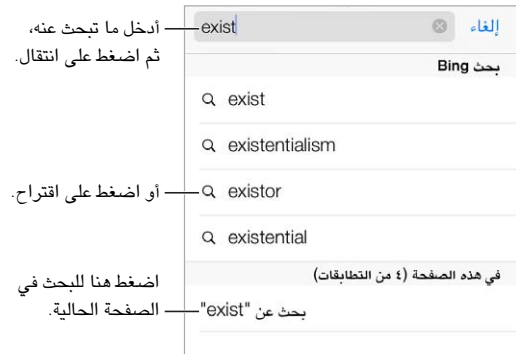 إلغاء
exist
أدخل ما تبحث عنه،
ثم اضغط على انتقال.
بحث Bing
exist
existentialism
existor
أو اضغط على اقتراح.
existential
في هذه الصفحة (٤ من التطابقات)
بحث عن "exist"
اضغط هنا للبحث في
الصفحة الحالية.